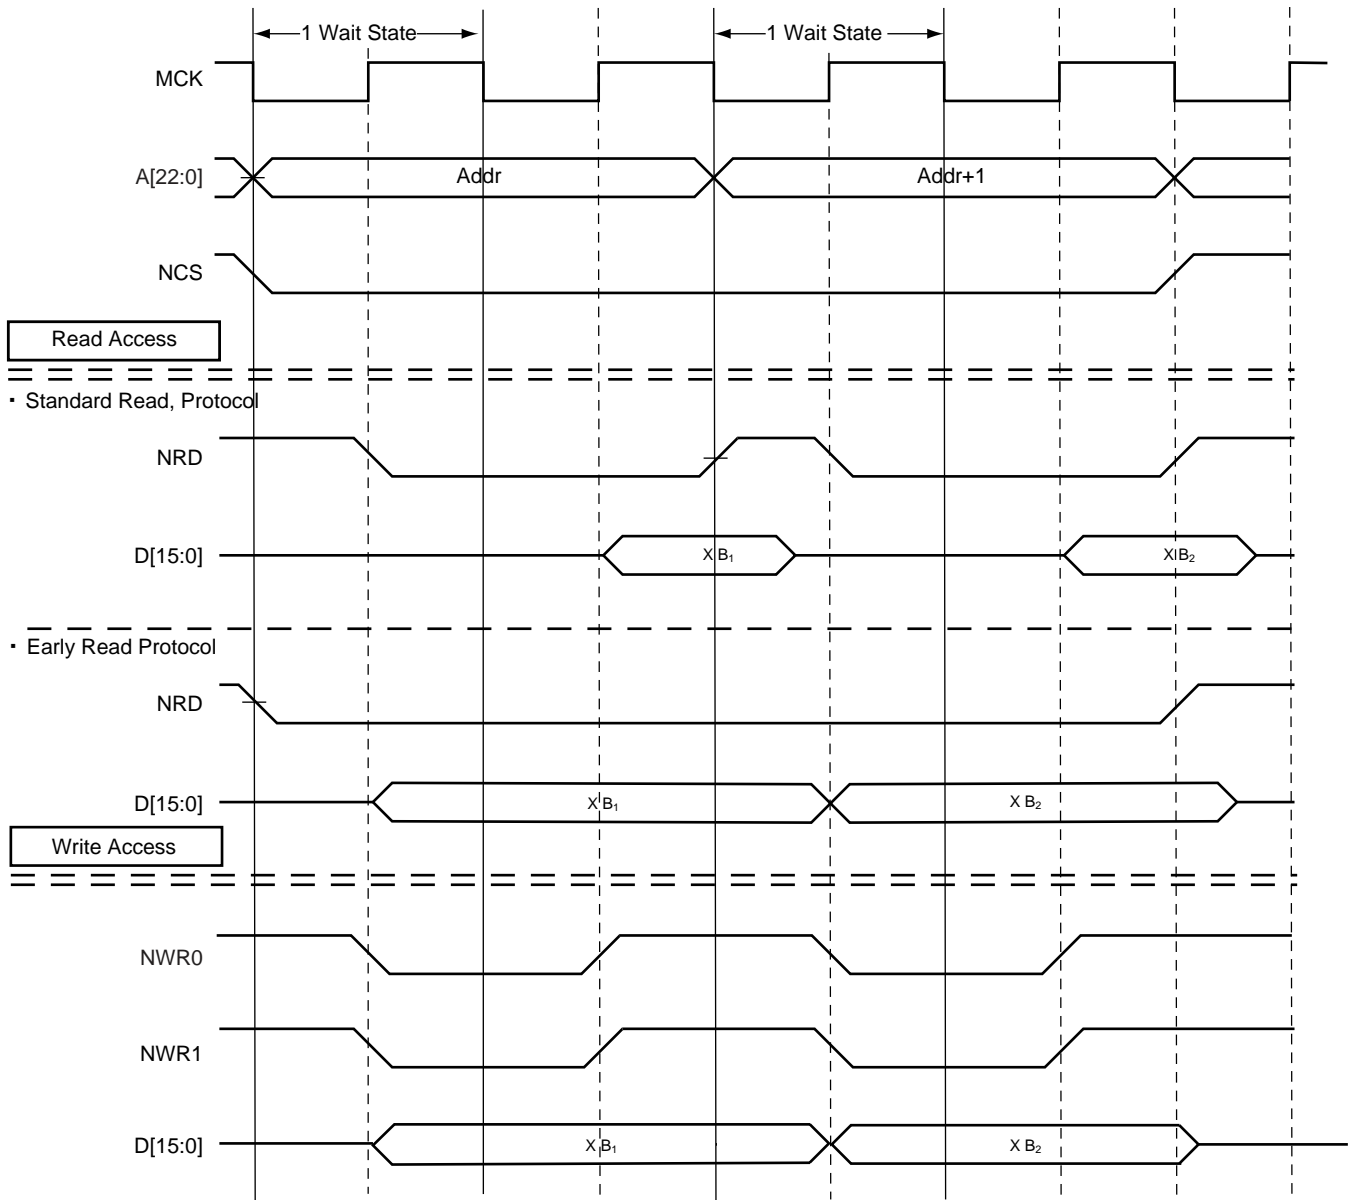 1 Wait State 1 Wait State
MCK
A[22:0] Addr Addr+1
NCS
Read Access
· Standard Read, Protocol
NRD
D[15:0] X B₁ X B₂
· Early Read Protocol
NRD
D[15:0] X B₁ X B₂
Write Access
NWR0
NWR1
D[15:0] X B₁ X B₂